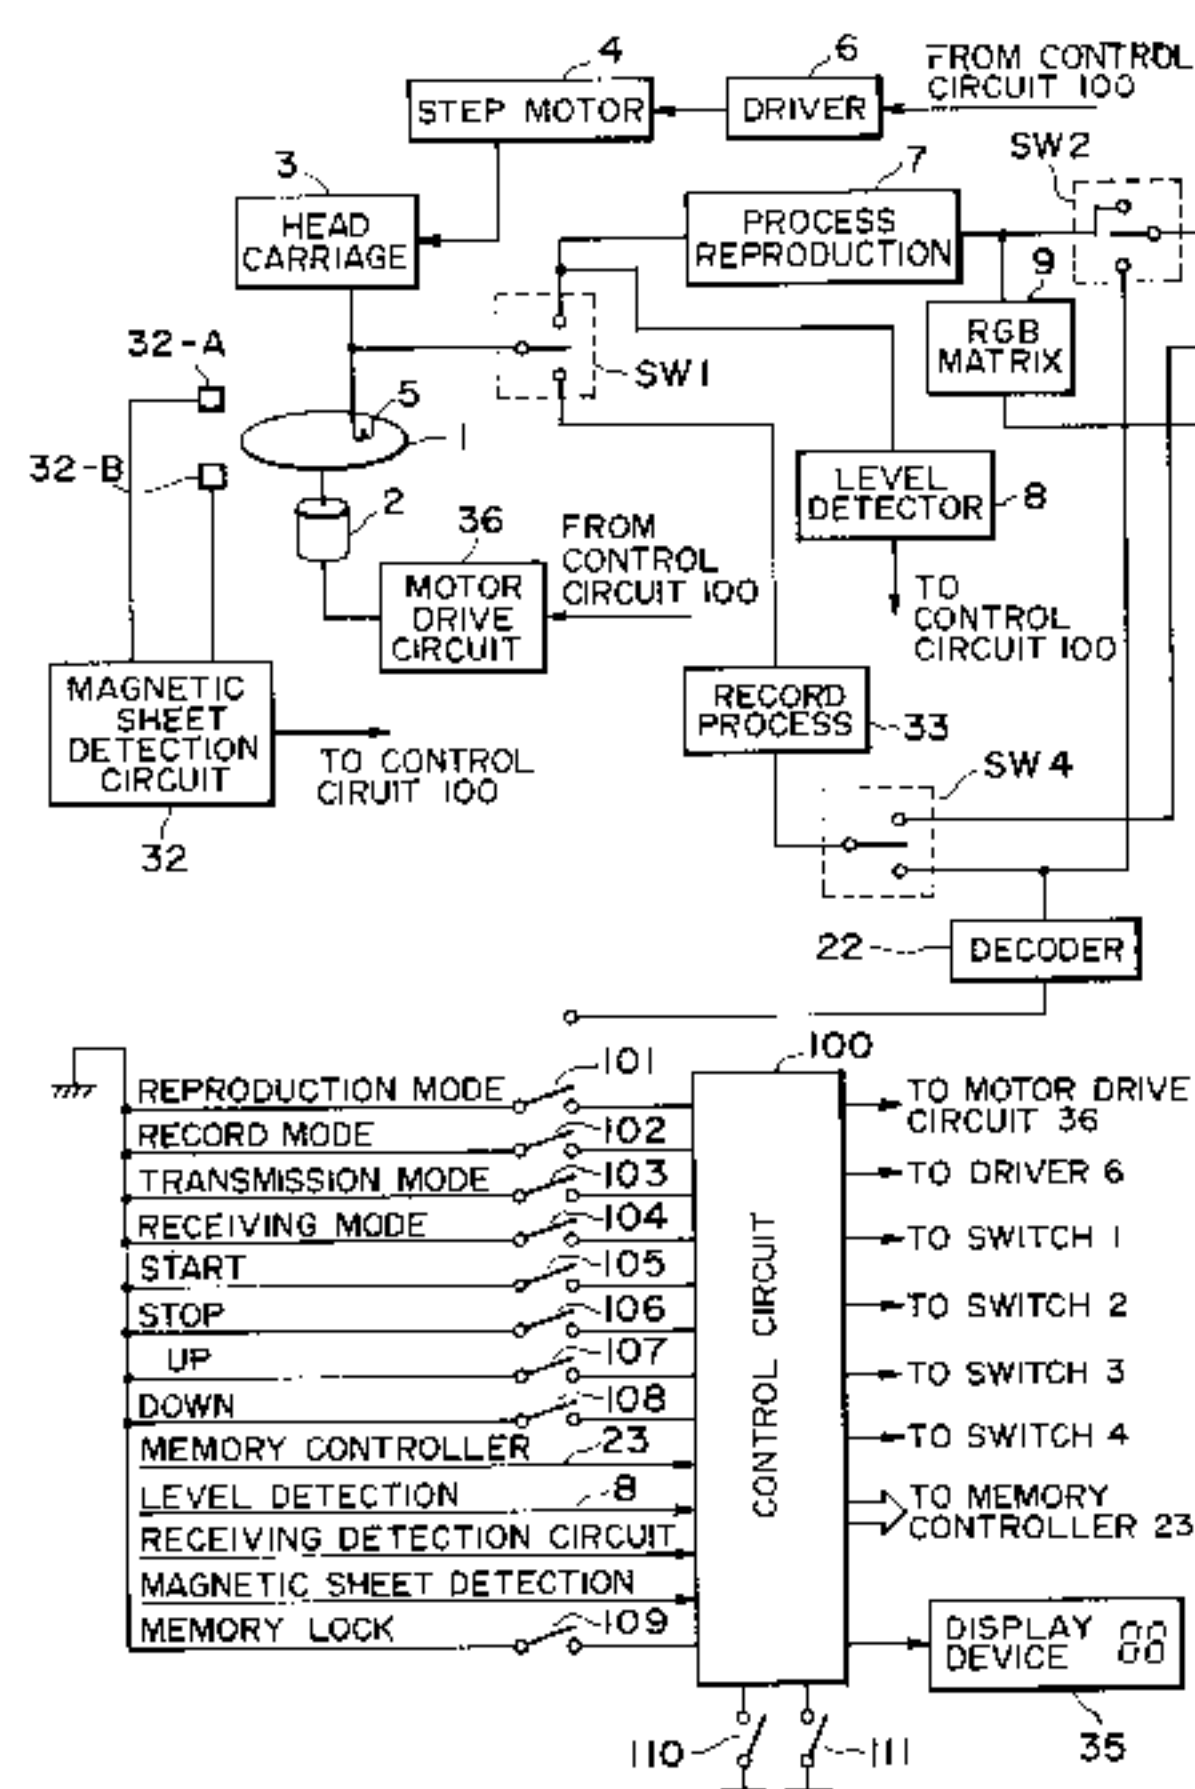 4
6
FROM CONTROL
CIRCUIT 100
STEP MOTOR
DRIVER
SW2
3
7
HEAD
CARRIAGE
PROCESS
REPRODUCTION
9
RGB
MATRIX
32-A
SW1
5
1
32-B
2
36
FROM
CONTROL
CIRCUIT 100
LEVEL
DETECTOR
8
MOTOR
DRIVE
CIRCUIT
TO
CONTROL
CIRCUIT 100
MAGNETIC
SHEET
DETECTION
CIRCUIT
RECORD
PROCESS
33
TO CONTROL
CIRUIT 100
SW4
32
22
DECODER
100
101
REPRODUCTION MODE
TO MOTOR DRIVE
CIRCUIT 36
RECORD MODE
102
TRANSMISSION MODE
103
TO DRIVER 6
RECEIVING MODE
104
TO SWITCH 1
START
105
STOP
106
TO SWITCH 2
UP
107
TO SWITCH 3
DOWN
108
MEMORY CONTROLLER
23
TO SWITCH 4
LEVEL DETECTION
8
TO MEMORY
CONTROLLER 23
RECEIVING DETECTION CIRCUIT
MAGNETIC SHEET DETECTION
MEMORY LOCK
109
CONTROL CIRCUIT
DISPLAY
DEVICE
00
00
110
111
35